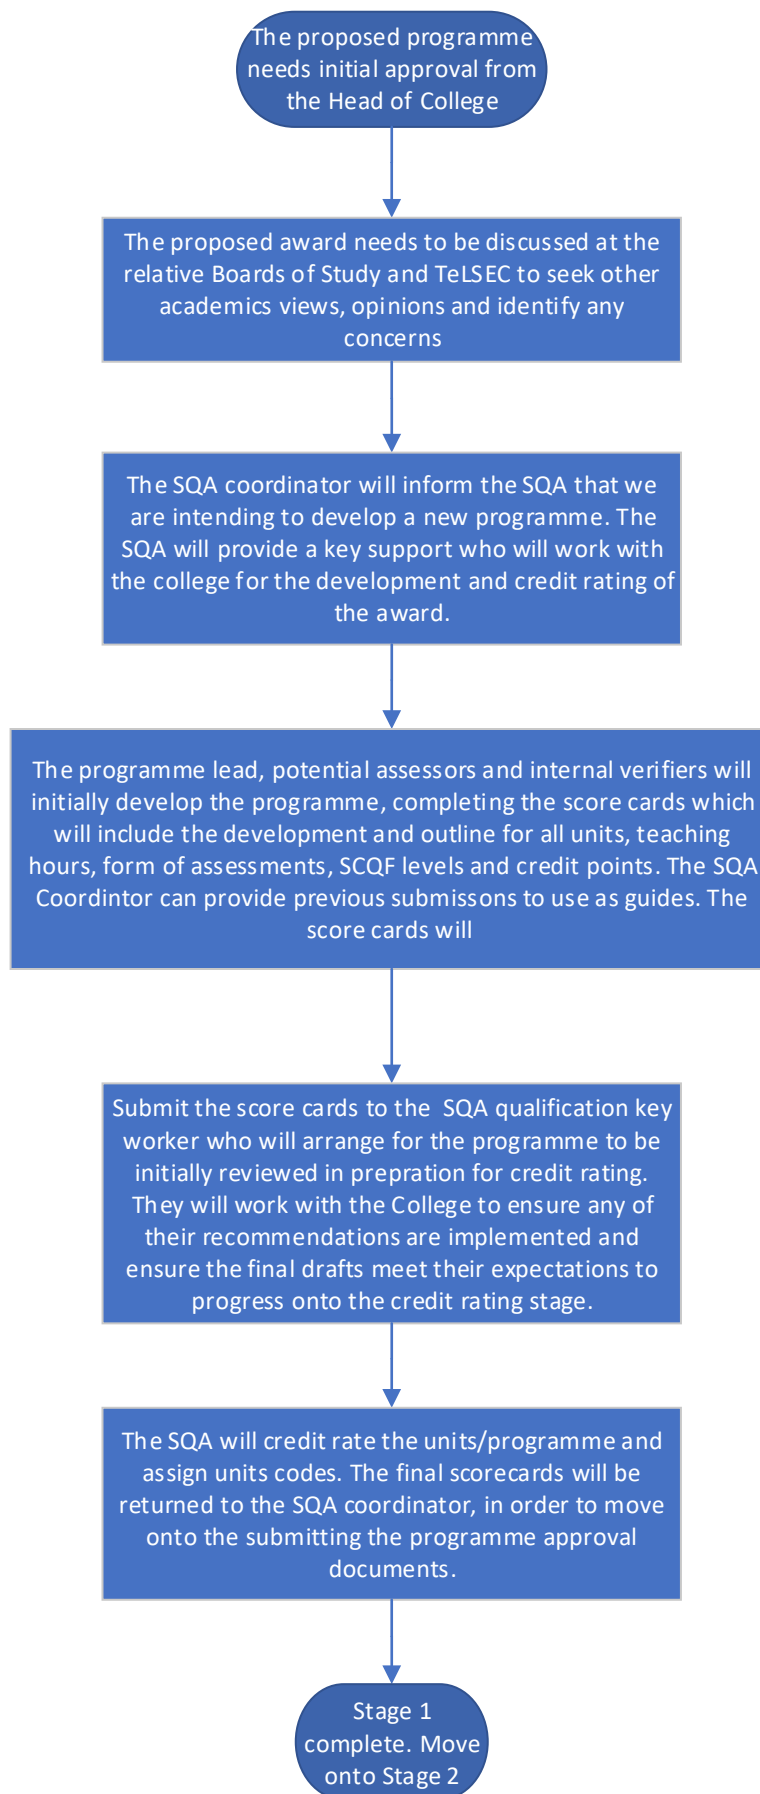 The proposed programme
needs initial approval from
the Head of College
The proposed award needs to be discussed at the
relative Boards of Study and TeLSEC to seek other
academics views, opinions and identify any
concerns
The SQA coordinator will inform the SQA that we
are intending to develop a new programme. The
SQA will provide a key support who will work with
the college for the development and credit rating of
the award.
The programme lead, potential assessors and internal verifiers will
initially develop the programme, completing the score cards which
will include the development and outline for all units, teaching
hours, form of assessments, SCQF levels and credit points. The SQA
Coordintor can provide previous submissons to use as guides. The
score cards will
Submit the score cards to the SQA qualification key
worker who will arrange for the programme to be
initially reviewed in prepration for credit rating.
They will work with the College to ensure any of
their recommendations are implemented and
ensure the final drafts meet their expectations to
progress onto the credit rating stage.
The SQA will credit rate the units/programme and
assign units codes. The final scorecards will be
returned to the SQA coordinator, in order to move
onto the submitting the programme approval
documents.
Stage 1
complete. Move
onto Stage 2